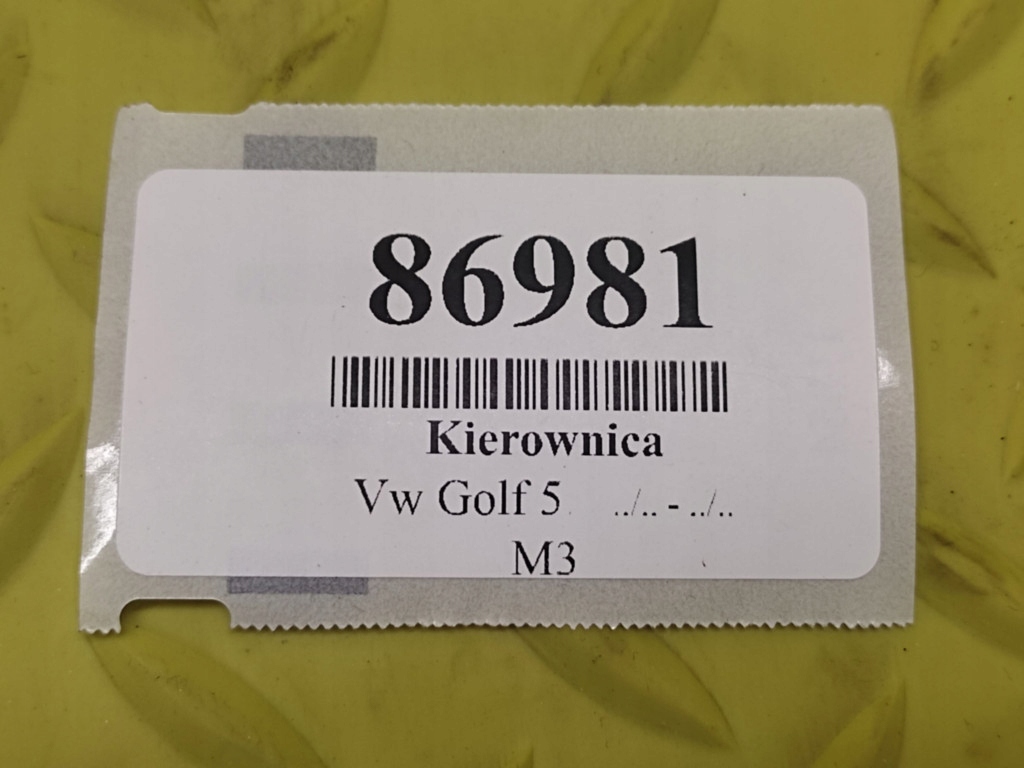 86981
Kierownica
Vw Golf 5 ../.. - ../..
M3